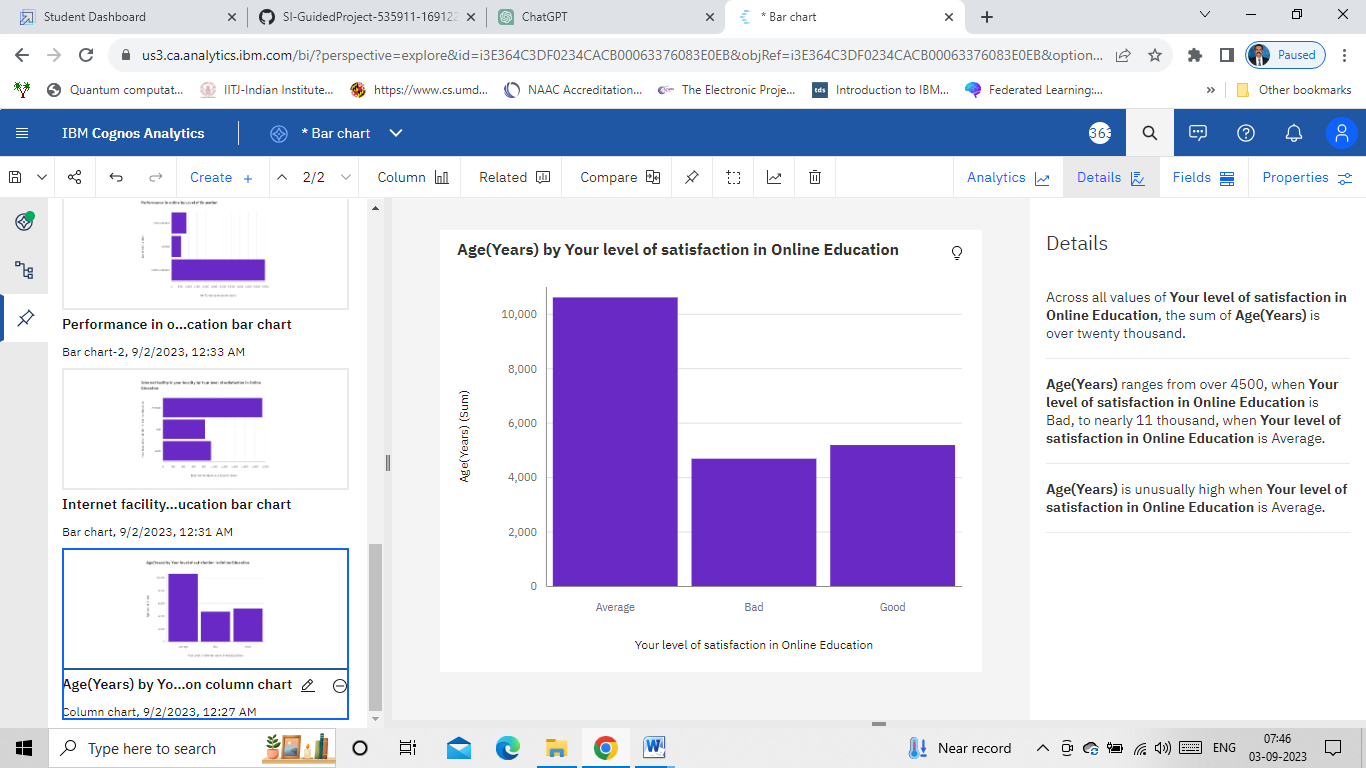 Student Dashboard
SI-GuidedProject-535911-169122
ChatGPT
* Bar chart
us3.ca.analytics.ibm.com/bi/?perspective=explore&id=i3E364C3DF0234CACB00063376083E0EB&objRef=i3E364C3DF0234CACB00063376083E0EB&option...
Paused
Quantum computat...
IITJ-Indian Institute...
https://www.cs.umd...
NAAC Accreditation...
The Electronic Proje...
tds
Introduction to IBM...
Federated Learning:...
»
Other bookmarks
IBM Cognos Analytics
* Bar chart
363
Create +
2/2
Column
Related
Compare
Analytics
Details
Fields
Properties
Performance in o...cation bar chart
Bar chart-2, 9/2/2023, 12:33 AM
Internet facility...ucation bar chart
Bar chart, 9/2/2023, 12:31 AM
Age(Years) by Yo...on column chart
Column chart, 9/2/2023, 12:27 AM
Age(Years) by Your level of satisfaction in Online Education
Age(Years) (Sum)
10,000
8,000
6,000
4,000
2,000
0
Average
Bad
Good
Your level of satisfaction in Online Education
Details
Across all values of Your level of satisfaction in
Online Education, the sum of Age(Years) is
over twenty thousand.
Age(Years) ranges from over 4500, when Your
level of satisfaction in Online Education is
Bad, to nearly 11 thousand, when Your level of
satisfaction in Online Education is Average.
Age(Years) is unusually high when Your level of
satisfaction in Online Education is Average.
Type here to search
Near record
ENG
07:46
03-09-2023